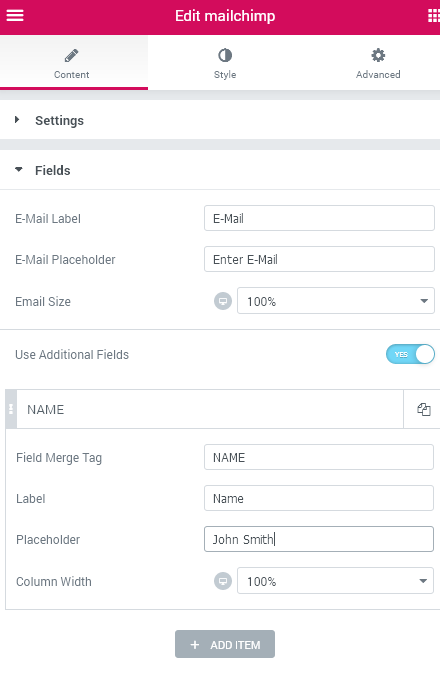 Edit mailchimp
Content Style Advanced
Settings
Fields
E-Mail Label E-Mail
E-Mail Placeholder Enter E-Mail
Email Size 100%
Use Additional Fields YES
NAME
Field Merge Tag NAME
Label Name
Placeholder John Smith
Column Width 100%
+ ADD ITEM